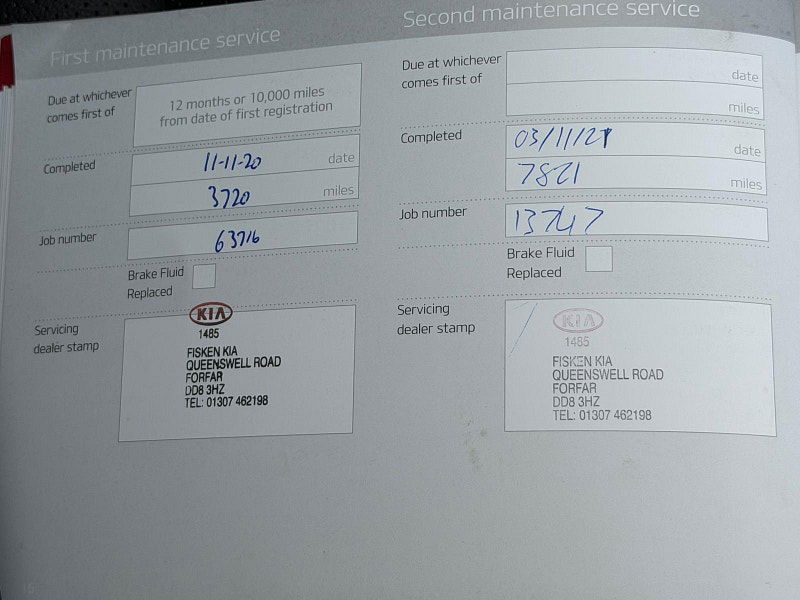 First maintenance service
Due at whichever
comes first of
12 months or 10,000 miles
from date of first registration
Completed
11-11-20 date
3720 miles
Job number
63716
Brake Fluid
Replaced
Servicing
dealer stamp
KIA
1485
FISKEN KIA
QUEENSWELL ROAD
FORFAR
DD8 3HZ
TEL: 01307 462198
Second maintenance service
Due at whichever
comes first of
date
miles
Completed
03/11/21 date
7821 miles
Job number
13747
Brake Fluid
Replaced
Servicing
dealer stamp
KIA
1485
FISKEN KIA
QUEENSWELL ROAD
FORFAR
DD8 3HZ
TEL: 01307 462198